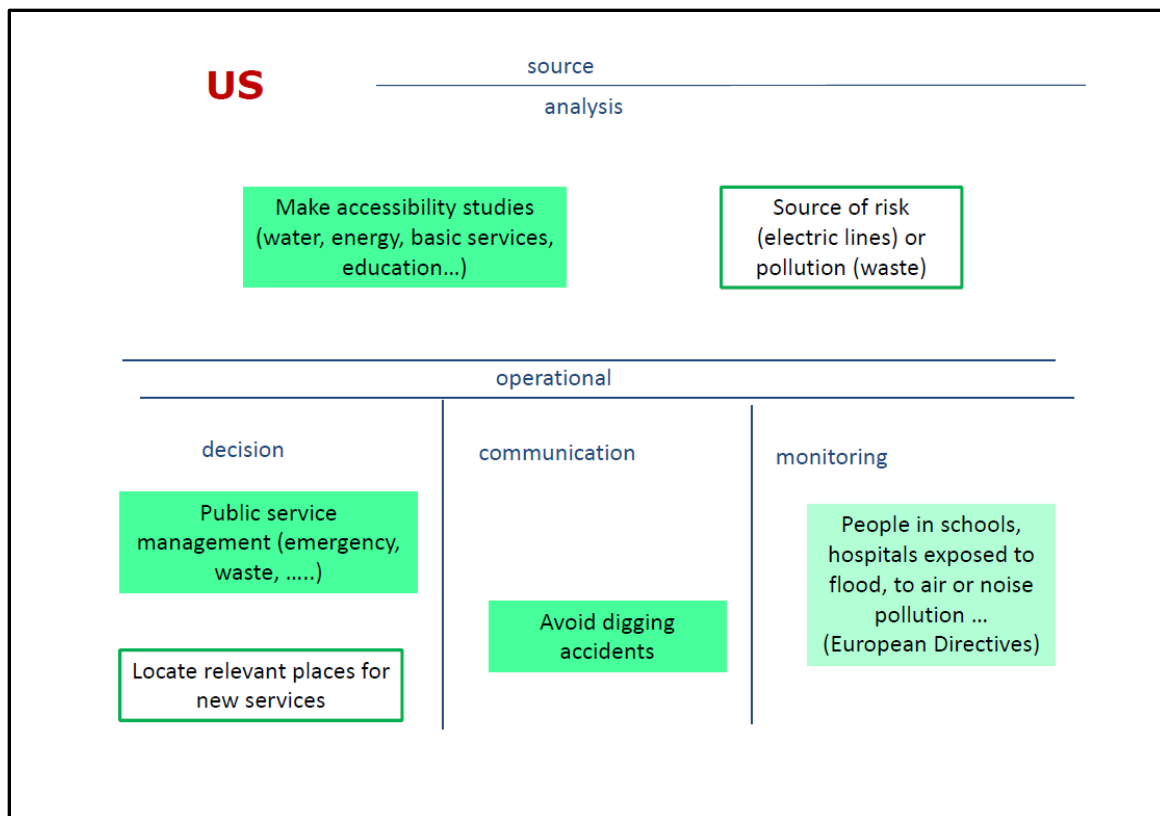 US
source
analysis
Make accessibility studies
(water, energy, basic services,
education…)
Source of risk
(electric lines) or
pollution (waste)
operational
decision
communication
monitoring
Public service
management (emergency,
waste, …..)
Locate relevant places for
new services
Avoid digging
accidents
People in schools,
hospitals exposed to
flood, to air or noise
pollution …
(European Directives)